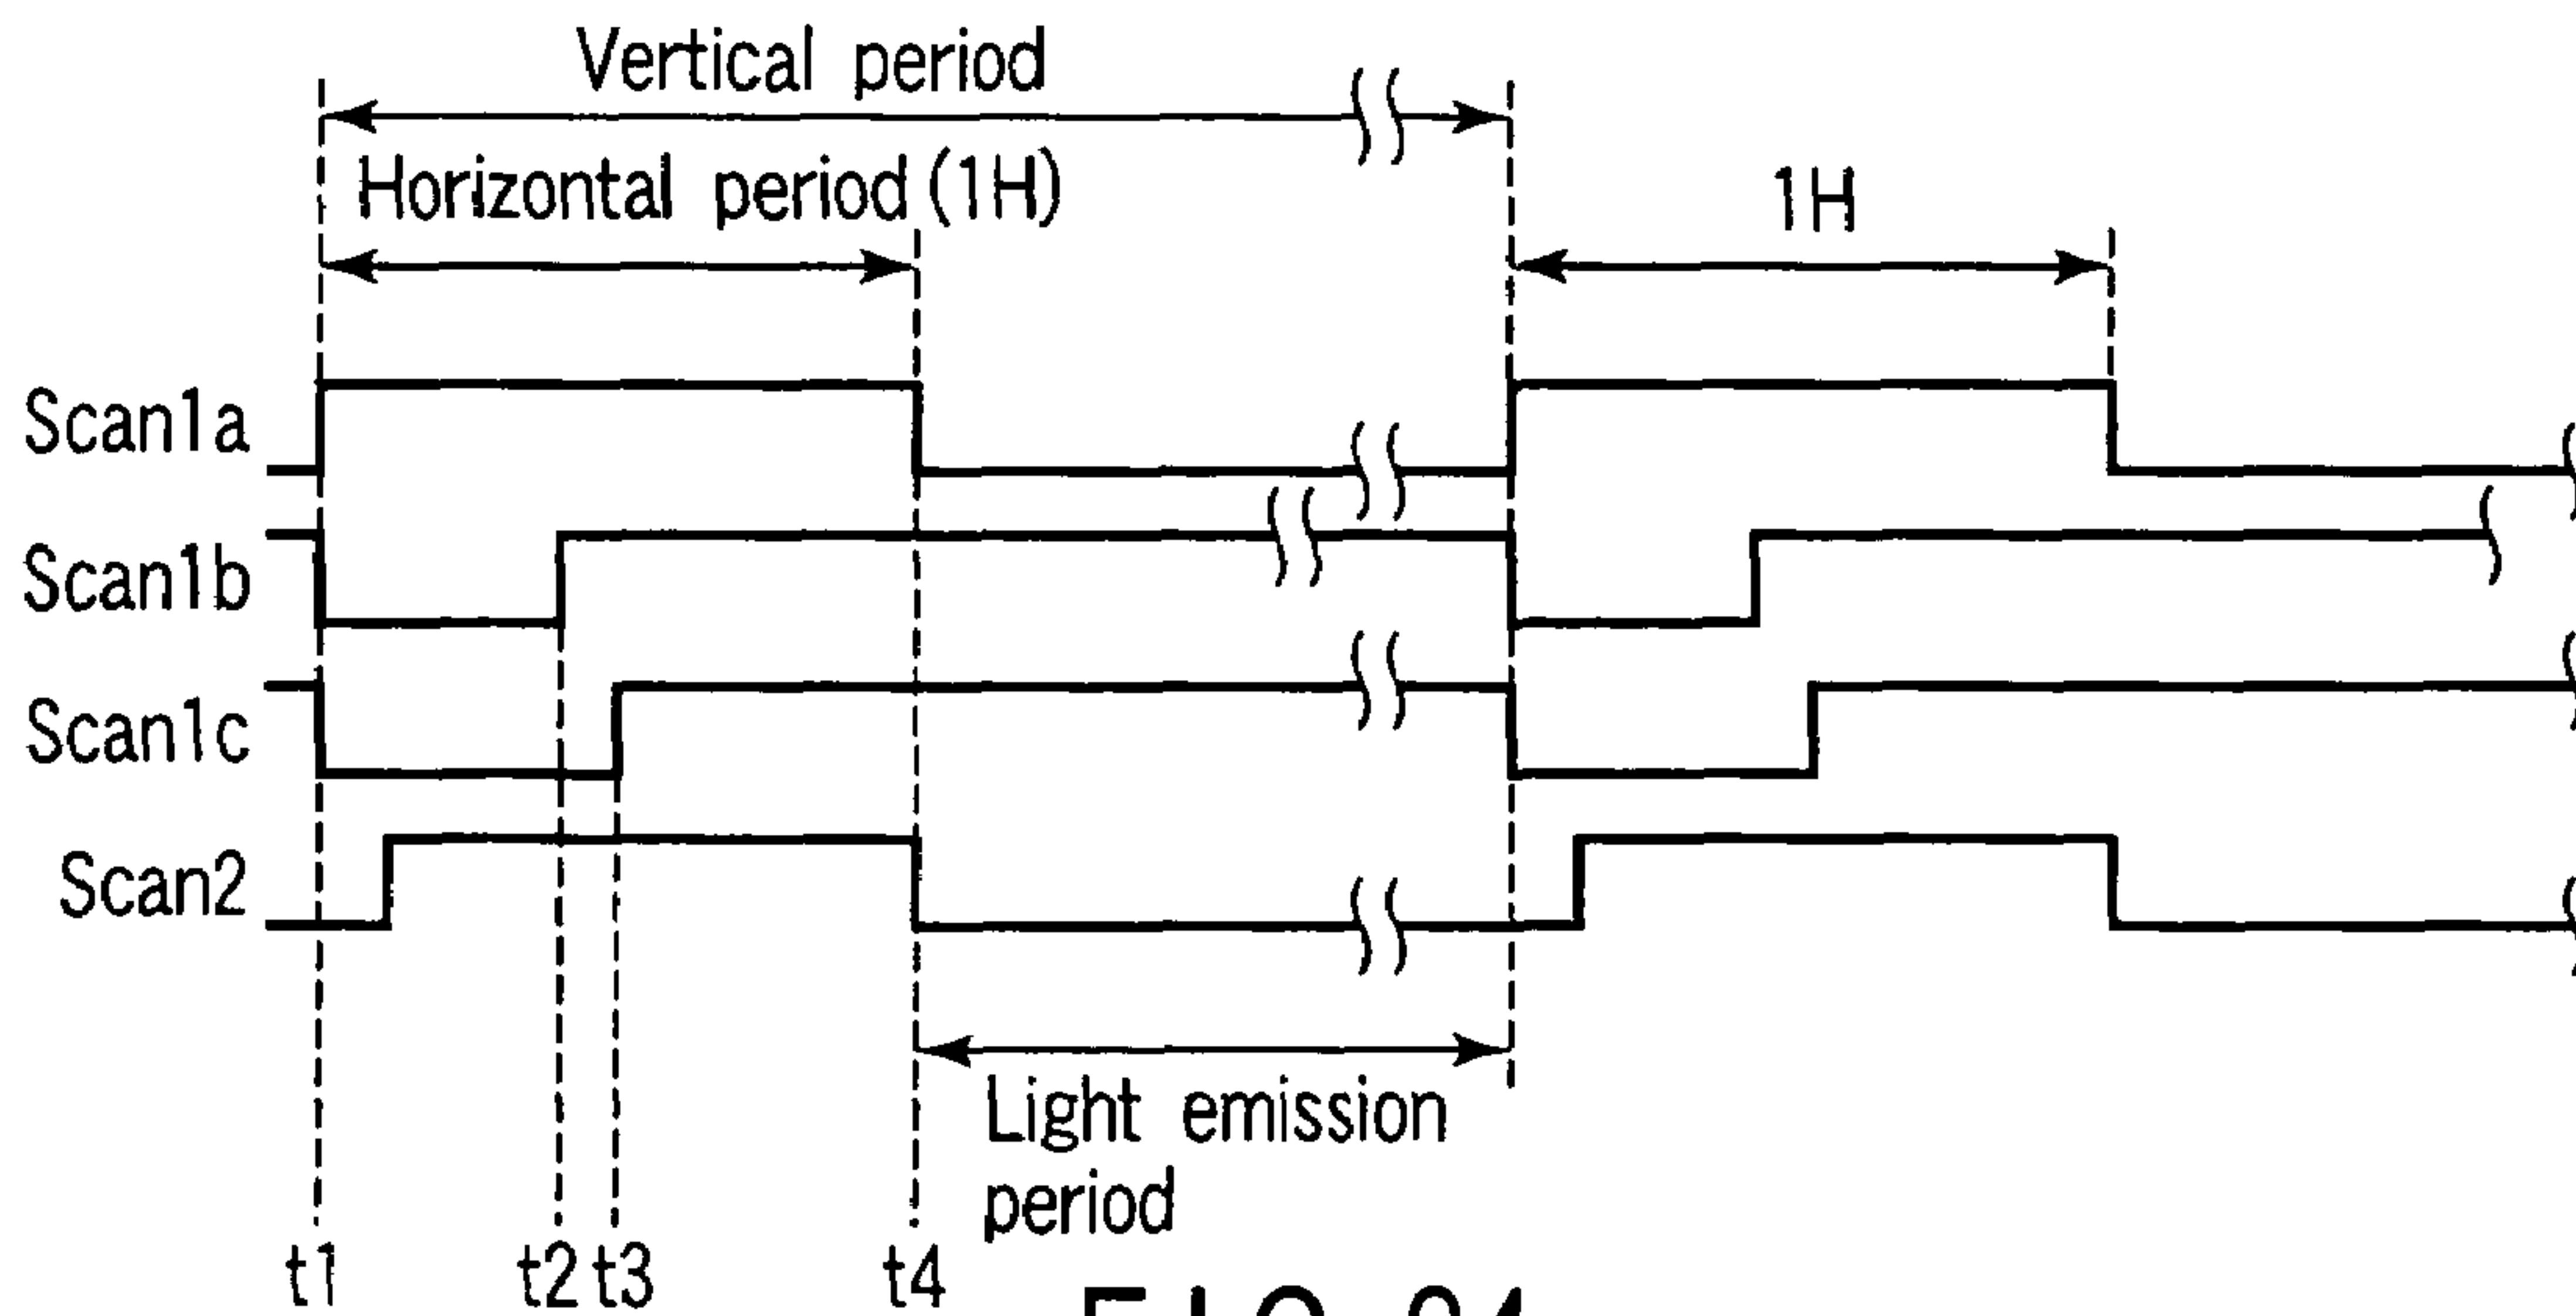 Vertical period
Horizontal period (1H)
1H
Scan1a
Scan1b
Scan1c
Scan2
Light emission
period
t1 t2 t3 t4